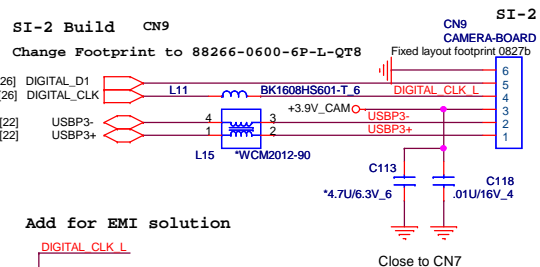 SI-2
SI-2 Build CN9
CN9
CAMERA-BOARD
Change Footprint to 88266-0600-6P-L-QT8
Fixed layout footprint 0827b
6
[26] DIGITAL_D1
5
[26] DIGITAL_CLK L11 BK1608HS601-T_6 DIGITAL_CLK_L 4
+3.9V_CAM 3
[22] USBP3- 4 3 USBP3- 2
[22] USBP3+ 1 2 USBP3+ 1
L15 *WCM2012-90
C113 C118
*4.7U/6.3V_6 .01U/16V_4
Add for EMI solution
DIGITAL_CLK_L
Close to CN7